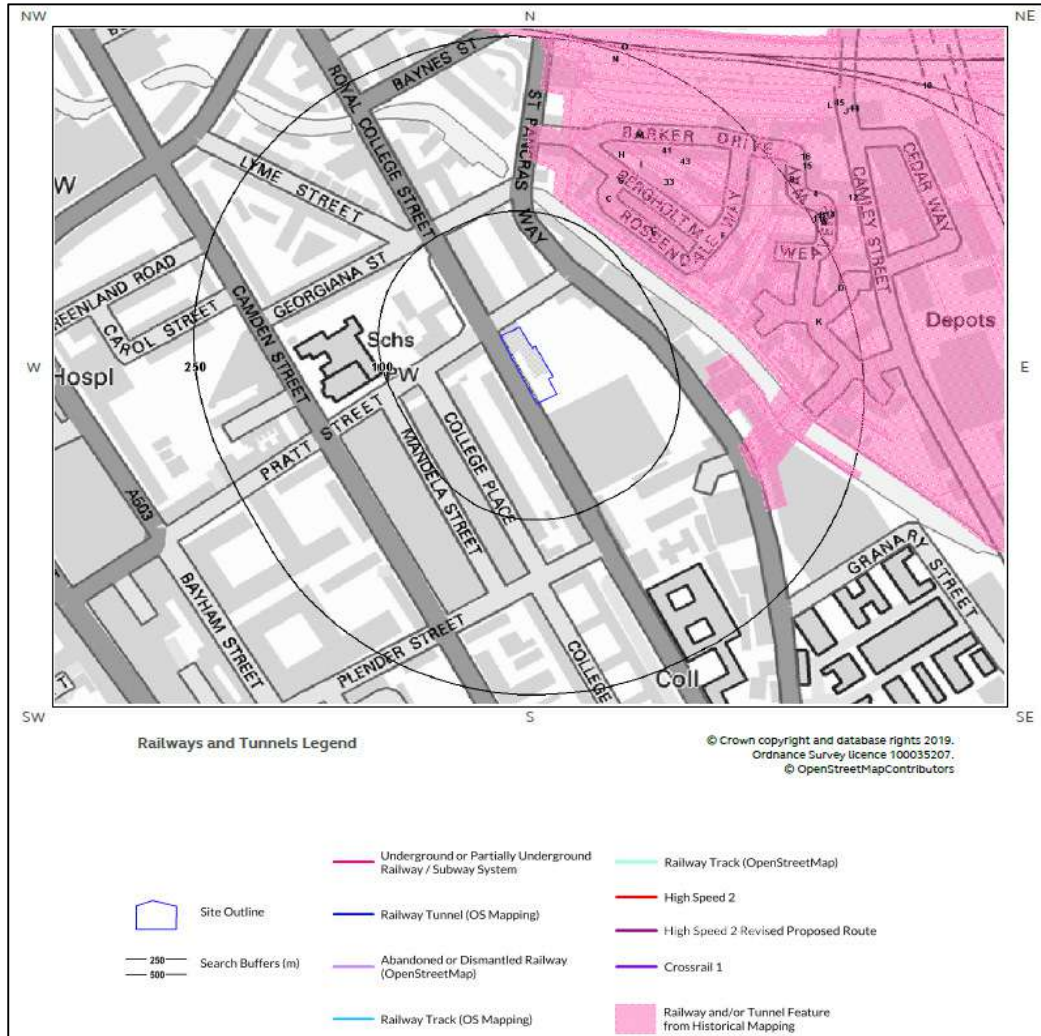 NW
N
NE
BAYNES ST
ROYAL COLLEGE STREET
ST PANCRAS WAY
LYME STREET
BARKER DRIVE
CEDAR WAY
CAMLEY STREET
ROSSENDALE WAY
GREENLAND ROAD
CAROL STREET
GEORGIANA ST
CAMDEN STREET
Schs
PW
Hospl
W
250
100
E
Depots
PRATT STREET
MANDELA STREET
COLLEGE PLACE
A503
BAYHAM STREET
PLENDER STREET
COLLEGE
GRANARY STREET
Coll
SW
S
SE
Railways and Tunnels Legend
© Crown copyright and database rights 2019.
Ordnance Survey licence 100035207.
© OpenStreetMapContributors
Site Outline
250
500
Search Buffers (m)
Underground or Partially Underground
Railway / Subway System
Railway Tunnel (OS Mapping)
Abandoned or Dismantled Railway
(OpenStreetMap)
Railway Track (OS Mapping)
Railway Track (OpenStreetMap)
High Speed 2
High Speed 2 Revised Proposed Route
Crossrail 1
Railway and/or Tunnel Feature
from Historical Mapping